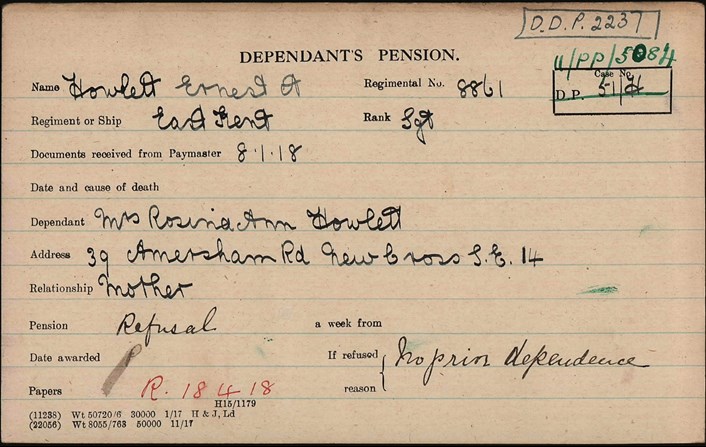 D.D.P. 2237
DEPENDANT'S PENSION.
11/PP/5084
Name Howlett Ernest A Regimental No. 8861
Case No.
D.P. 51/H
Regiment or Ship East Kent Rank Sgt
Documents received from Paymaster 8.1.18
Date and cause of death
Dependant Mrs Rosina Ann Howlett
Address 39 Amersham Rd New Cross S.E. 14
Relationship Mother
Pension Refusal a week from
Date awarded If refused No prior dependence
reason
Papers R. 18 4 18
H15/1179
(11238) Wt 50720/6 30000 1/17 H & J, Ld
(22056) Wt 8055/763 50000 11/17